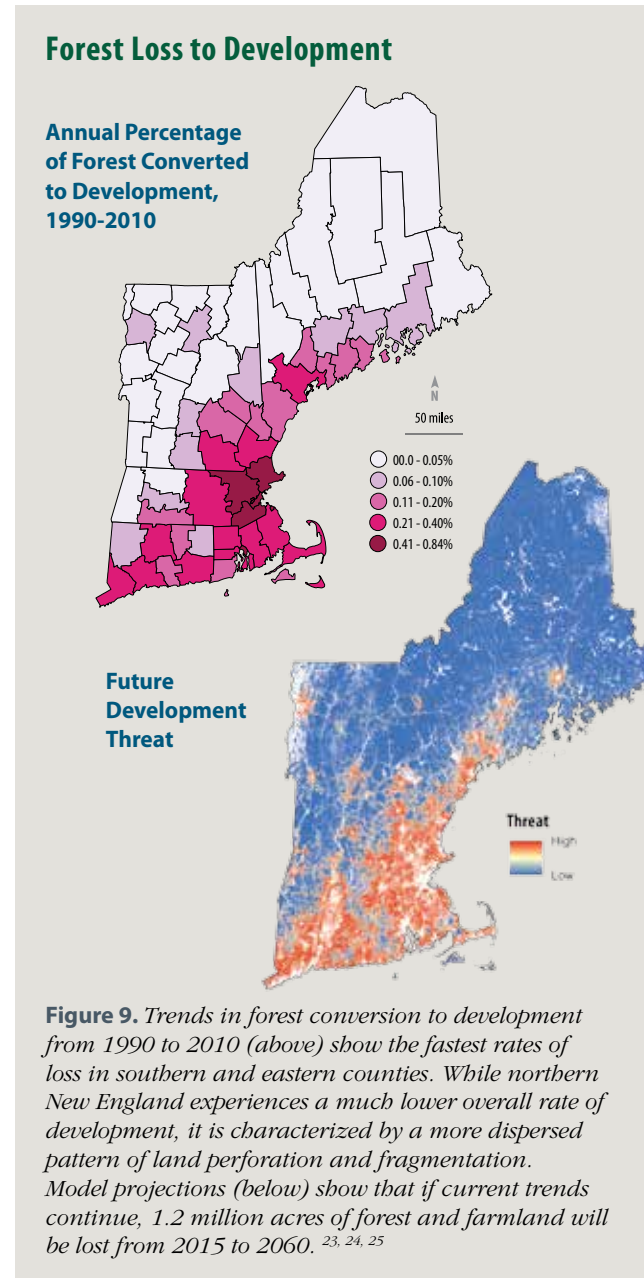 Forest Loss to Development
Annual Percentage
of Forest Converted
to Development,
1990-2010
N
50 miles
00.0 - 0.05%
0.06 - 0.10%
0.11 - 0.20%
0.21 - 0.40%
0.41 - 0.84%
Future
Development
Threat
Threat
High
Low
Figure 9. Trends in forest conversion to development
from 1990 to 2010 (above) show the fastest rates of
loss in southern and eastern counties. While northern
New England experiences a much lower overall rate of
development, it is characterized by a more dispersed
pattern of land perforation and fragmentation.
Model projections (below) show that if current trends
continue, 1.2 million acres of forest and farmland will
be lost from 2015 to 2060. 23, 24, 25